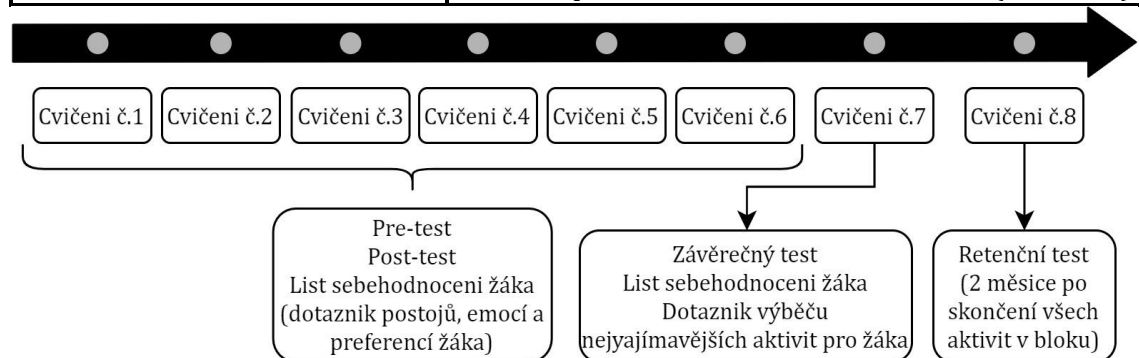 Cvičeni č.1
Cvičeni č.2
Cvičeni č.3
Cvičeni č.4
Cvičeni č.5
Cvičeni č.6
Cvičeni č.7
Cvičeni č.8
Pre-test
Post-test
List sebehodnoceni žáka
(dotaznik postojů, emocí a
preferencí žáka)
Závěrečný test
List sebehodnoceni žáka
Dotaznik výběču
nejyajímavějších aktivit pro žáka
Retenční test
(2 měsice po
skončení všech
aktivit v bloku)